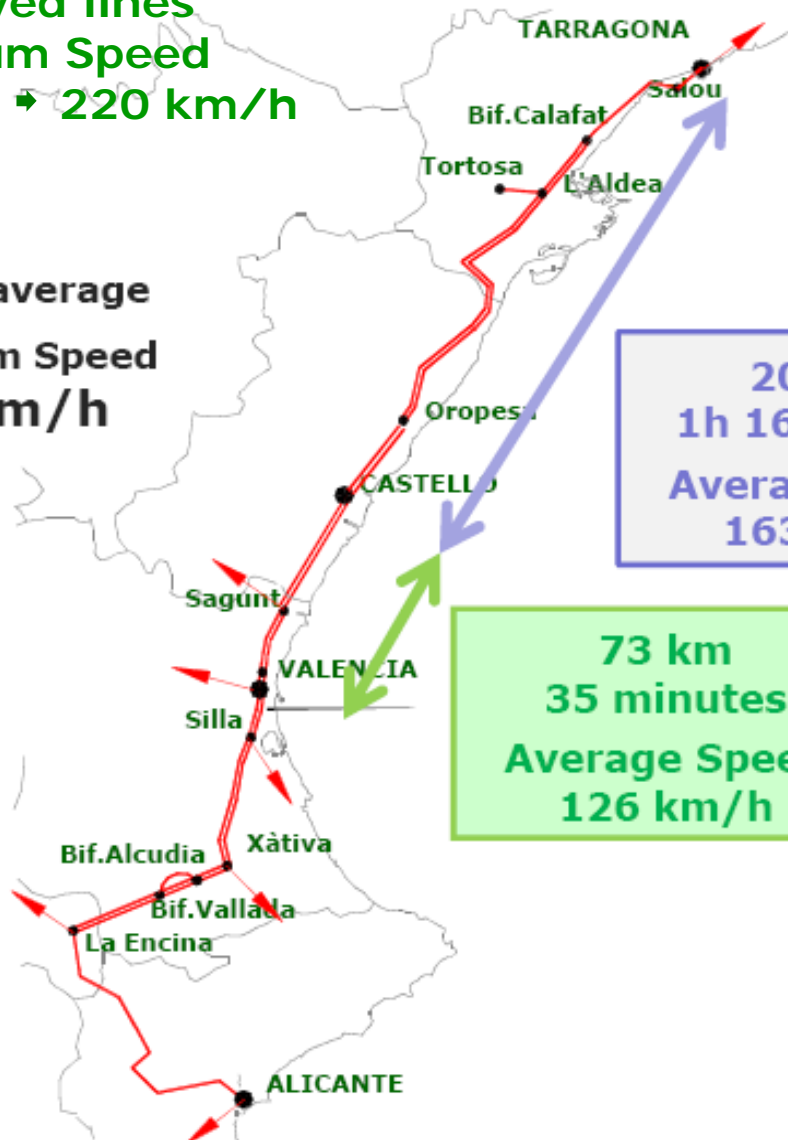 lines
um Speed
→ 220 km/h
average
m Speed
m/h
TARRAGONA
Salou
Bif.Calafat
Tortosa
L'Aldea
Oropesa
CASTELLO
Sagunt
VALENCIA
Silla
Xàtiva
Bif.Alcudia
Bif.Vallada
La Encina
ALICANTE
20
1h 16
Avera
163
73 km
35 minutes
Average Spee
126 km/h